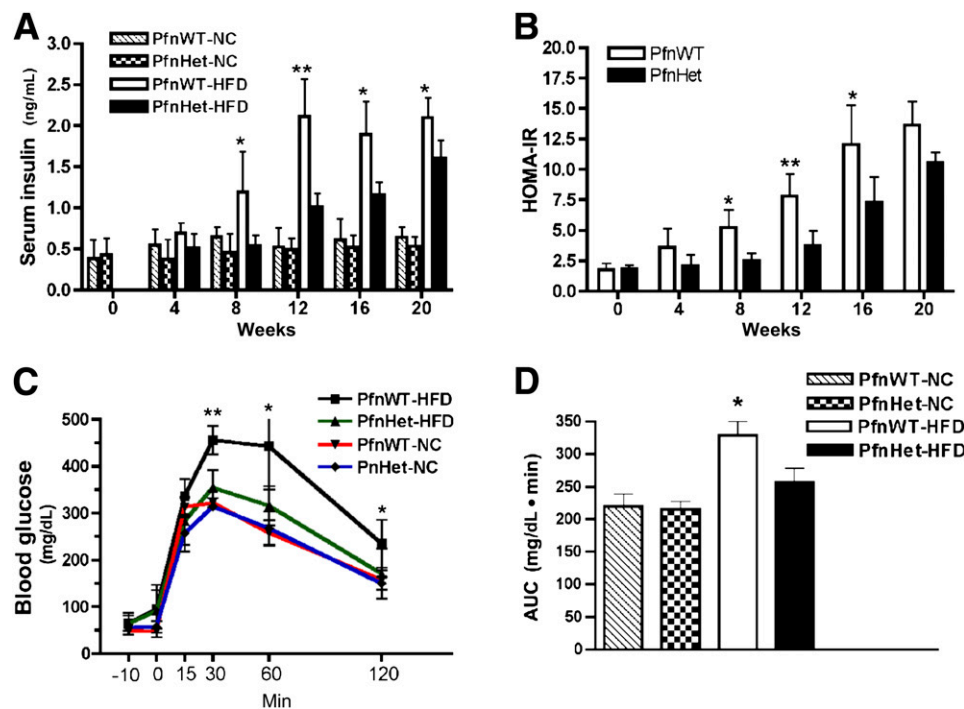 A
PfnWT-NC
PfnHet-NC
PfnWT-HFD
PfnHet-HFD
Serum insulin (ng/mL)
3.0
2.5
2.0
1.5
1.0
0.5
0.0
*
**
*
*
0 4 8 12 16 20
Weeks
B
PfnWT
PfnHet
HOMA-IR
20.0
17.5
15.0
12.5
10.0
7.5
5.0
2.5
0.0
*
**
*
0 4 8 12 16 20
Weeks
C
PfnWT-HFD
PfnHet-HFD
PfnWT-NC
PnHet-NC
Blood glucose
(mg/dL)
500
400
300
200
100
0
**
*
*
-10 0 15 30 60 120
Min
D
PfnWT-NC
PfnHet-NC
PfnWT-HFD
PfnHet-HFD
AUC (mg/dL • min)
350
300
250
200
150
100
50
0
*